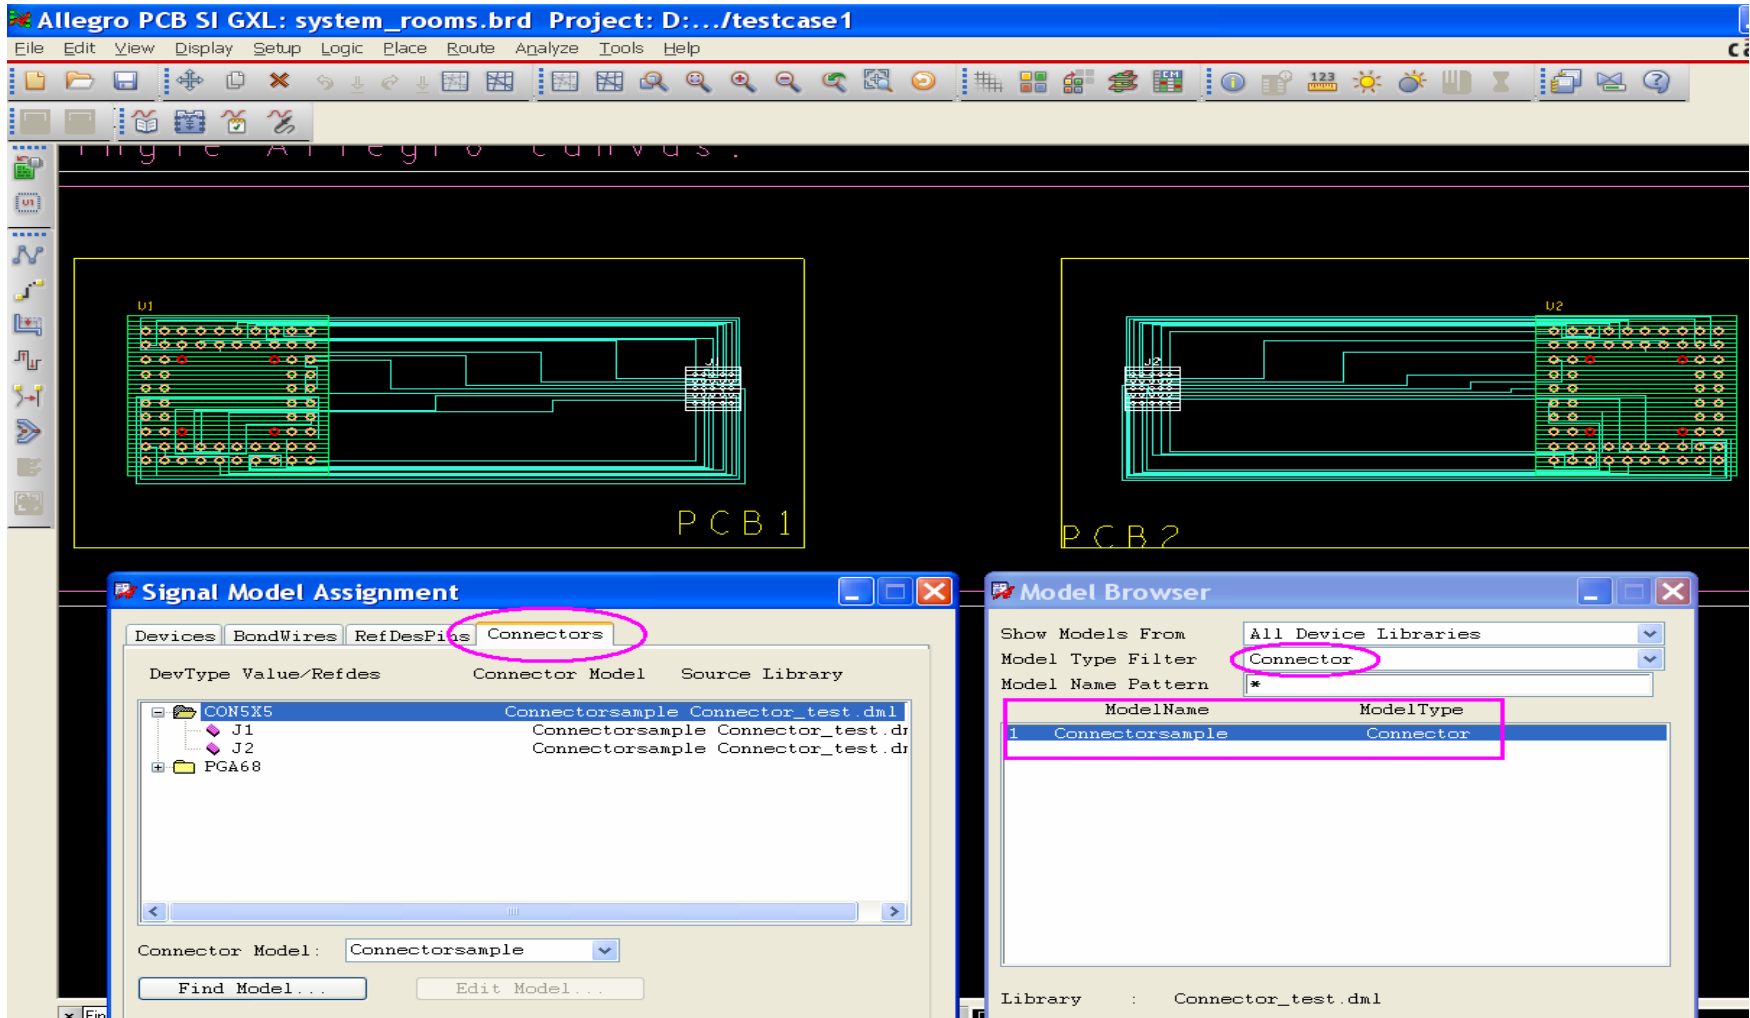 Allegro PCB SI GXL: system_rooms.brd Project: D:.../testcase1
File Edit View Display Setup Logic Place Route Analyze Tools Help
Allegro Canvas.
U1
U2
J1
J2
PCB1
PCB2
Signal Model Assignment
Devices BondWires RefDesPins Connectors
DevType Value/Refdes Connector Model Source Library
CON5X5 Connectorsample Connector_test.dml
J1 Connectorsample Connector_test.d
J2 Connectorsample Connector_test.d
PGA68
Connector Model: Connectorsample
Find Model... Edit Model...
Model Browser
Show Models From All Device Libraries
Model Type Filter Connector
Model Name Pattern *
ModelName ModelType
1 Connectorsample Connector
Library : Connector_test.dml